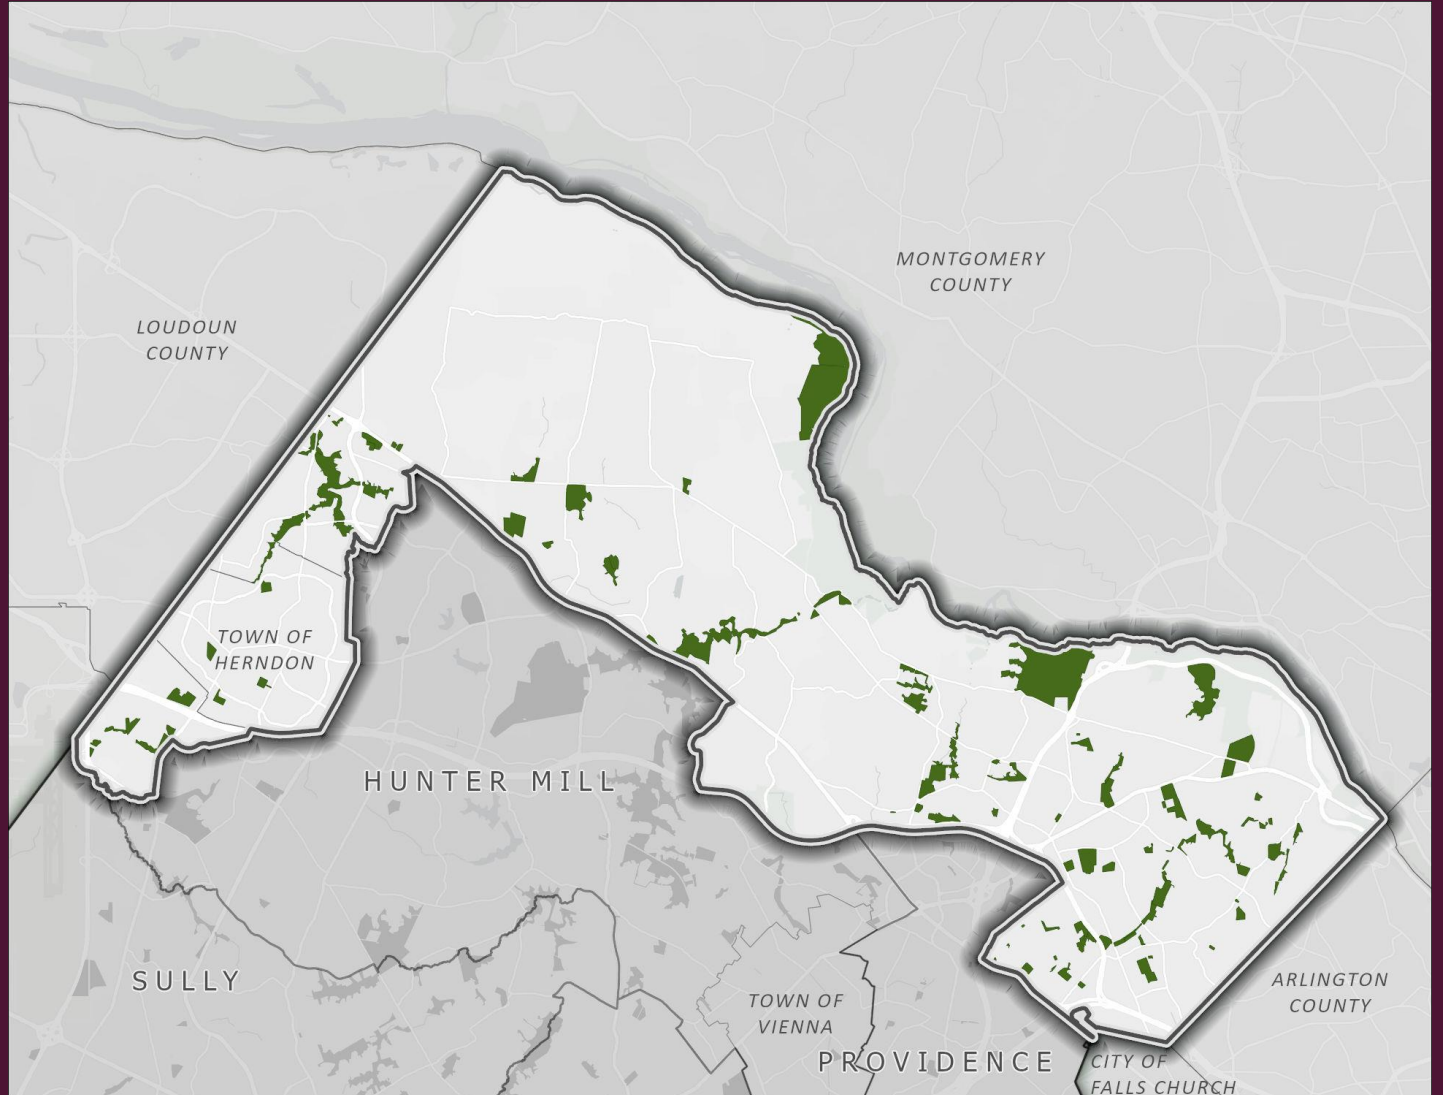 MONTGOMERY
COUNTY
LOUDOUN
COUNTY
TOWN OF
HERNDON
HUNTER MILL
SULLY
ARLINGTON
COUNTY
TOWN OF
VIENNA
PROVIDENCE
CITY OF
FALLS CHURCH